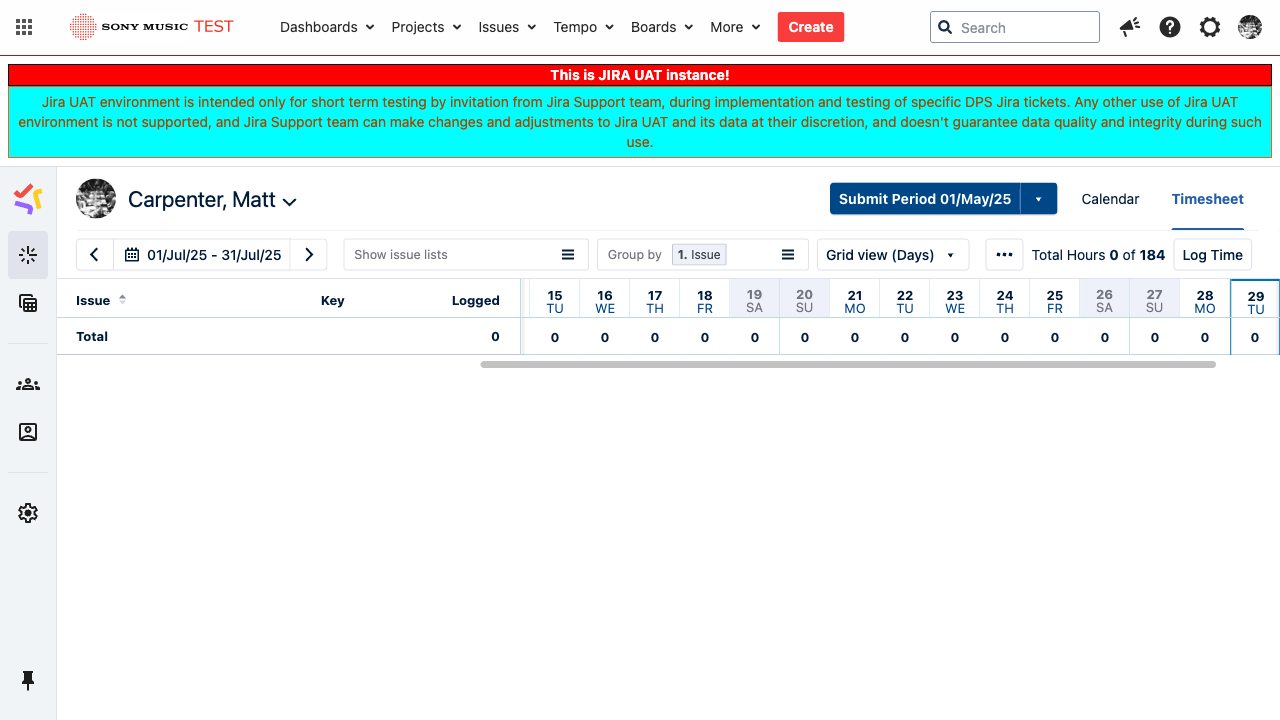 SONY MUSIC TEST Dashboards Projects Issues Tempo Boards More Create Search
This is JIRA UAT instance!
Jira UAT environment is intended only for short term testing by invitation from Jira Support team, during implementation and testing of specific DPS Jira tickets. Any other use of Jira UAT
environment is not supported, and Jira Support team can make changes and adjustments to Jira UAT and its data at their discretion, and doesn't guarantee data quality and integrity during such
use.
Carpenter, Matt Submit Period 01/May/25 Calendar Timesheet
01/Jul/25 - 31/Jul/25 Show issue lists Group by 1. Issue Grid view (Days) Total Hours 0 of 184 Log Time
Issue Key Logged 15 16 17 18 19 20 21 22 23 24 25 26 27 28 29
TU WE TH FR SA SU MO TU WE TH FR SA SU MO TU
Total 0 0 0 0 0 0 0 0 0 0 0 0 0 0 0 0